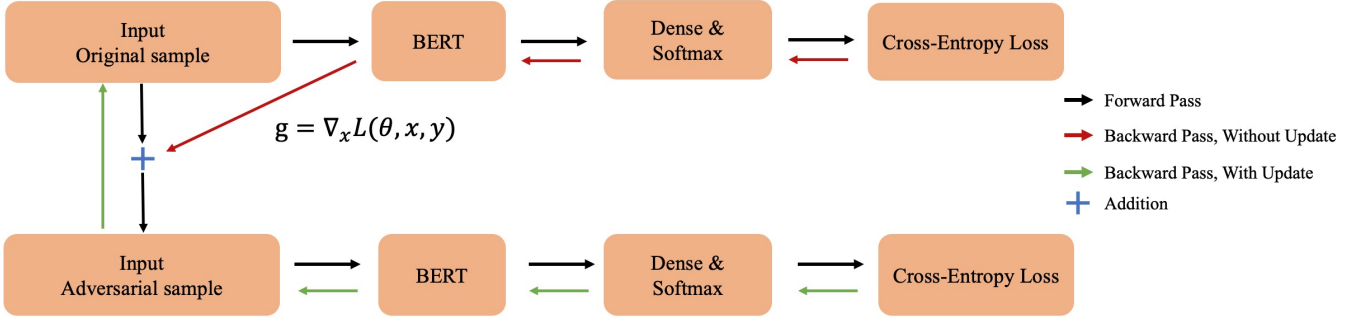 Input
Original sample
BERT
Dense &
Softmax
Cross-Entropy Loss
g = ∇ₓL(θ, x, y)
Forward Pass
Backward Pass, Without Update
Backward Pass, With Update
Addition
Input
Adversarial sample
BERT
Dense &
Softmax
Cross-Entropy Loss